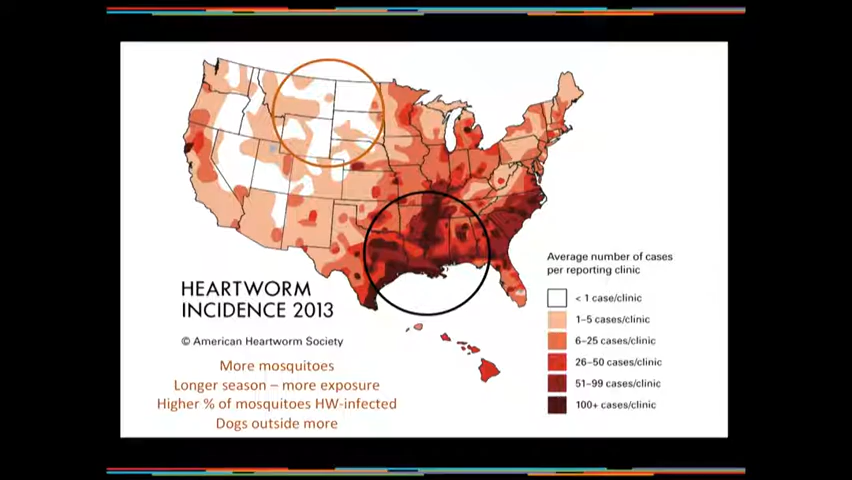 HEARTWORM
INCIDENCE 2013
© American Heartworm Society
More mosquitoes
Longer season – more exposure
Higher % of mosquitoes HW-infected
Dogs outside more
Average number of cases
per reporting clinic
< 1 case/clinic
1–5 cases/clinic
6–25 cases/clinic
26–50 cases/clinic
51–99 cases/clinic
100+ cases/clinic